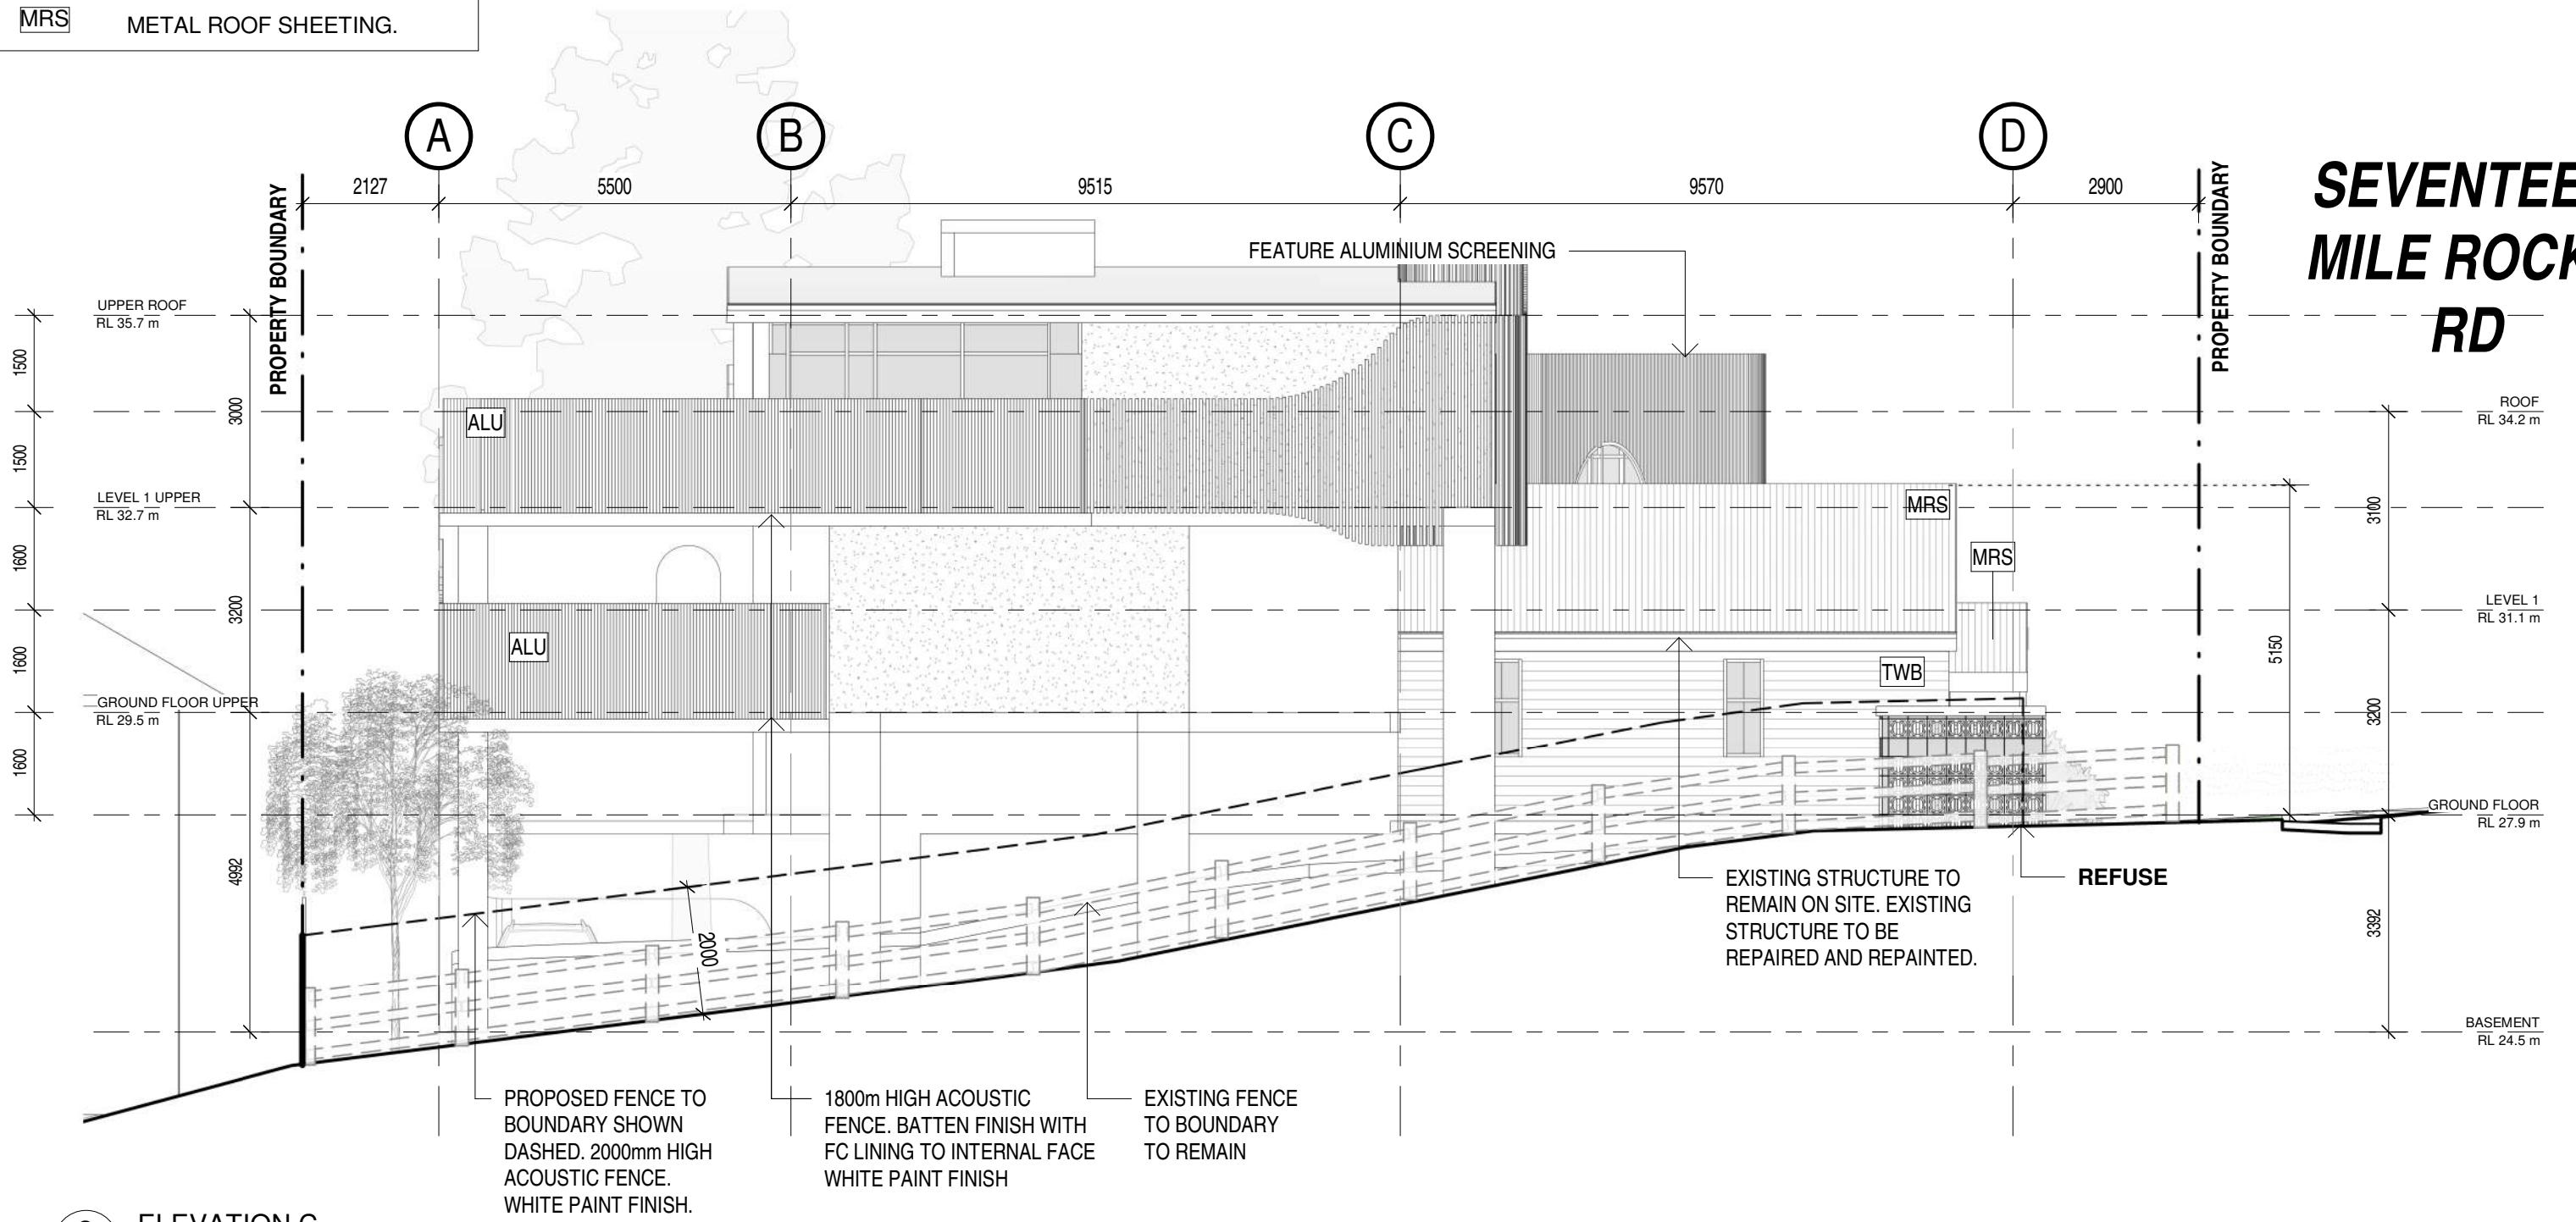 MRS METAL ROOF SHEETING.
A B C D
2127 5500 9515 9570 2900
PROPERTY BOUNDARY
PROPERTY BOUNDARY
SEVENTEE
MILE ROCK
RD
FEATURE ALUMINIUM SCREENING
UPPER ROOF
RL 35.7 m
1500
3000
1500
LEVEL 1 UPPER
RL 32.7 m
1600
3200
1600
GROUND FLOOR UPPER
RL 29.5 m
1600
4992
ALU
ALU
MRS
MRS
TWB
ROOF
RL 34.2 m
3100
LEVEL 1
RL 31.1 m
5150
3200
GROUND FLOOR
RL 27.9 m
3392
BASEMENT
RL 24.5 m
2000
REFUSE
EXISTING STRUCTURE TO
REMAIN ON SITE. EXISTING
STRUCTURE TO BE
REPAIRED AND REPAINTED.
PROPOSED FENCE TO
BOUNDARY SHOWN
DASHED. 2000mm HIGH
ACOUSTIC FENCE.
WHITE PAINT FINISH.
1800m HIGH ACOUSTIC
FENCE. BATTEN FINISH WITH
FC LINING TO INTERNAL FACE
WHITE PAINT FINISH
EXISTING FENCE
TO BOUNDARY
TO REMAIN
ELEVATION C